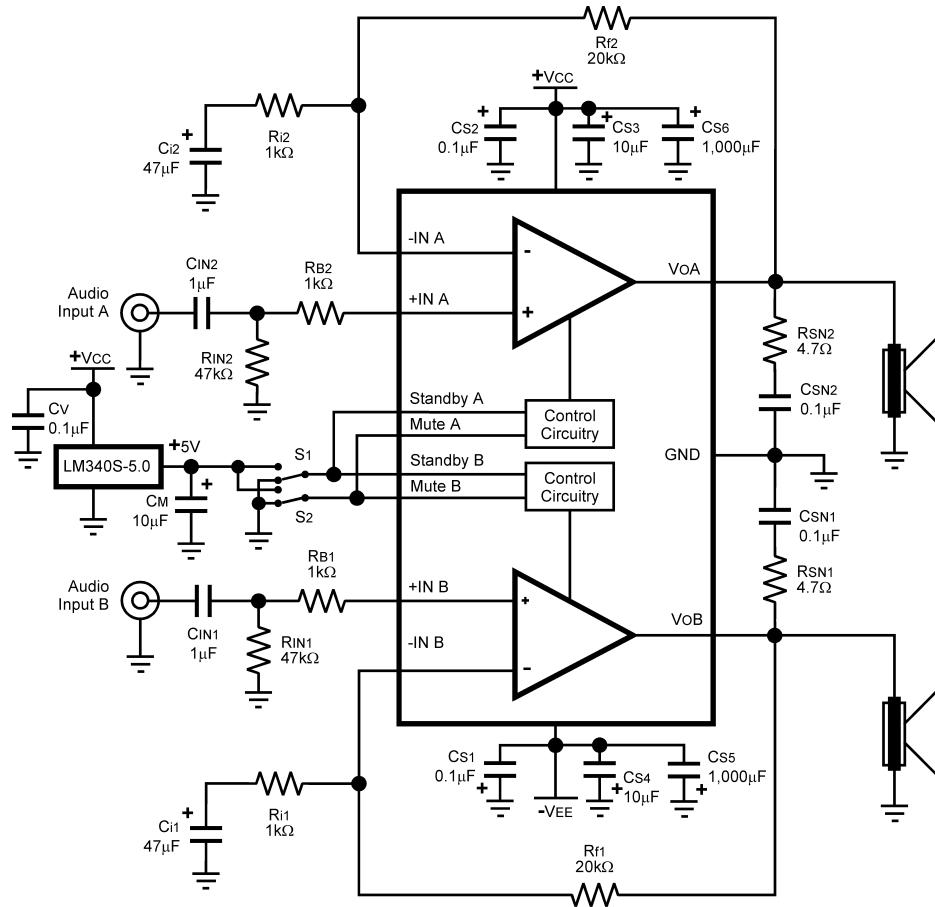 Rf2
20kΩ
+VCC
+
Ri2
1kΩ
+
Ci2
47µF
CS2
0.1µF
+
CS3
10µF
+
CS6
1,000µF
-IN A
-
CIN2
1µF
RB2
1kΩ
VOA
Audio
Input A
+IN A
+
RSN2
4.7Ω
+VCC
RIN2
47kΩ
CV
0.1µF
Standby A
Mute A
Control
Circuitry
CSN2
0.1µF
+5V
LM340S-5.0
S1
Standby B
GND
+
CM
10µF
Mute B
Control
Circuitry
S2
CSN1
0.1µF
RB1
1kΩ
Audio
Input B
+IN B
+
RSN1
4.7Ω
CIN1
1µF
RIN1
47kΩ
-IN B
-
VOB
CS1
0.1µF
+
CS4
10µF
+
CS5
1,000µF
+
-VEE
Ri1
1kΩ
+
Ci1
47µF
Rf1
20kΩ